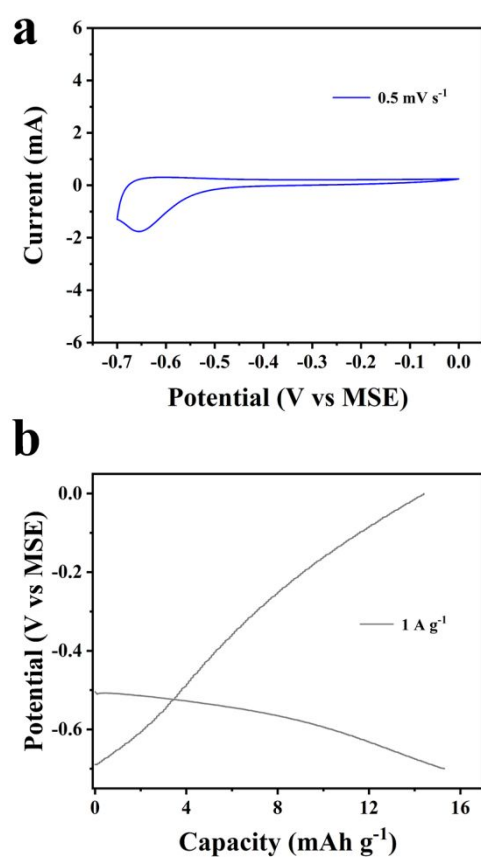 a
6
4
2
0
-2
-4
-6
Current (mA)
0.5 mV s⁻¹
-0.7 -0.6 -0.5 -0.4 -0.3 -0.2 -0.1 0.0
Potential (V vs MSE)
b
0.0
-0.2
-0.4
-0.6
Potential (V vs MSE)
1 A g⁻¹
0 4 8 12 16
Capacity (mAh g⁻¹)